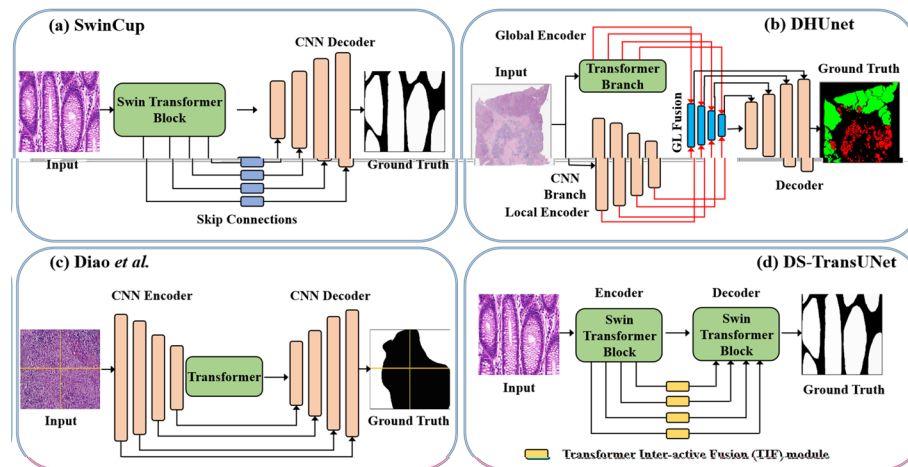 (a) SwinCup
CNN Decoder
Swin Transformer
Block
Input
Ground Truth
Skip Connections
(b) DHUnet
Global Encoder
Input
Transformer
Branch
Ground Truth
GL Fusion
CNN
Branch
Local Encoder
Decoder
(c) Diao et al.
CNN Encoder
CNN Decoder
Transformer
Input
Ground Truth
(d) DS-TransUNet
Encoder
Decoder
Swin
Transformer
Block
Swin
Transformer
Block
Input
Ground Truth
Transformer Inter-active Fusion (TIF)-module